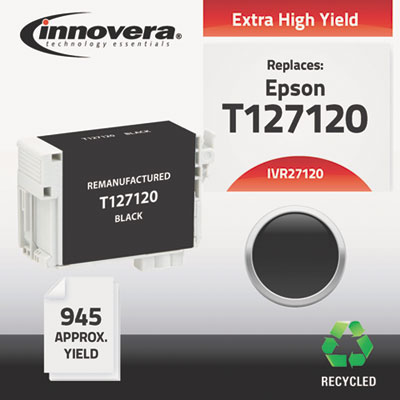 innovera®
technology essentials
Extra High Yield
Replaces:
Epson
T127120
IVR27120
T127120 BLACK
REMANUFACTURED
T127120
BLACK
945
APPROX.
YIELD
RECYCLED